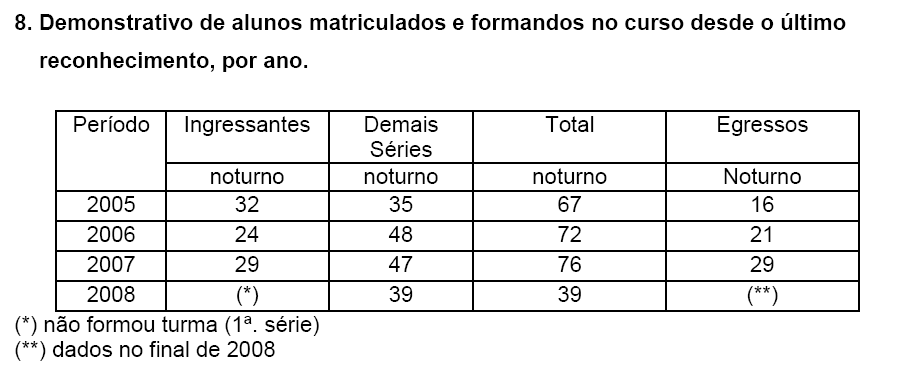 8. Demonstrativo de alunos matriculados e formandos no curso desde o último
reconhecimento, por ano.
Período Ingressantes Demais Séries Total Egressos
noturno noturno noturno Noturno
2005 32 35 67 16
2006 24 48 72 21
2007 29 47 76 29
2008 (*) 39 39 (**)
(*) não formou turma (1ª. série)
(**) dados no final de 2008